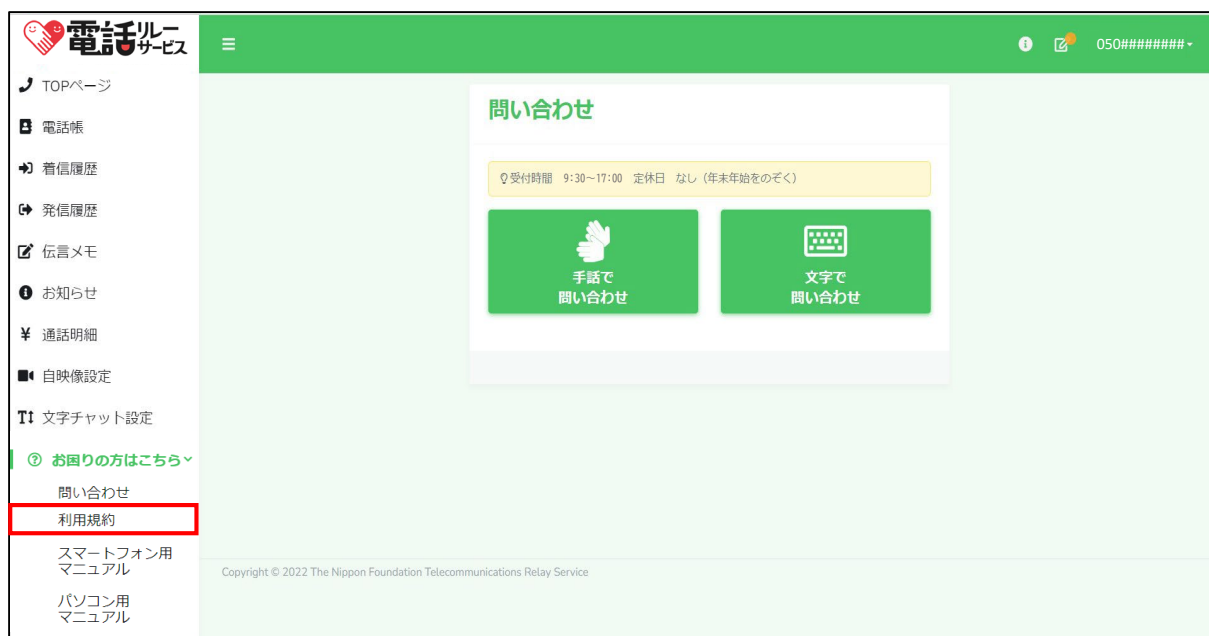 電話リレー
サービス
050########
TOPページ
電話帳
着信履歴
発信履歴
伝言メモ
お知らせ
¥ 通話明細
自映像設定
文字チャット設定
お困りの方はこちら
問い合わせ
利用規約
スマートフォン用
マニュアル
パソコン用
マニュアル
問い合わせ
受付時間 9:30~17:00 定休日 なし（年末年始をのぞく）
手話で
問い合わせ
文字で
問い合わせ
Copyright © 2022 The Nippon Foundation Telecommunications Relay Service